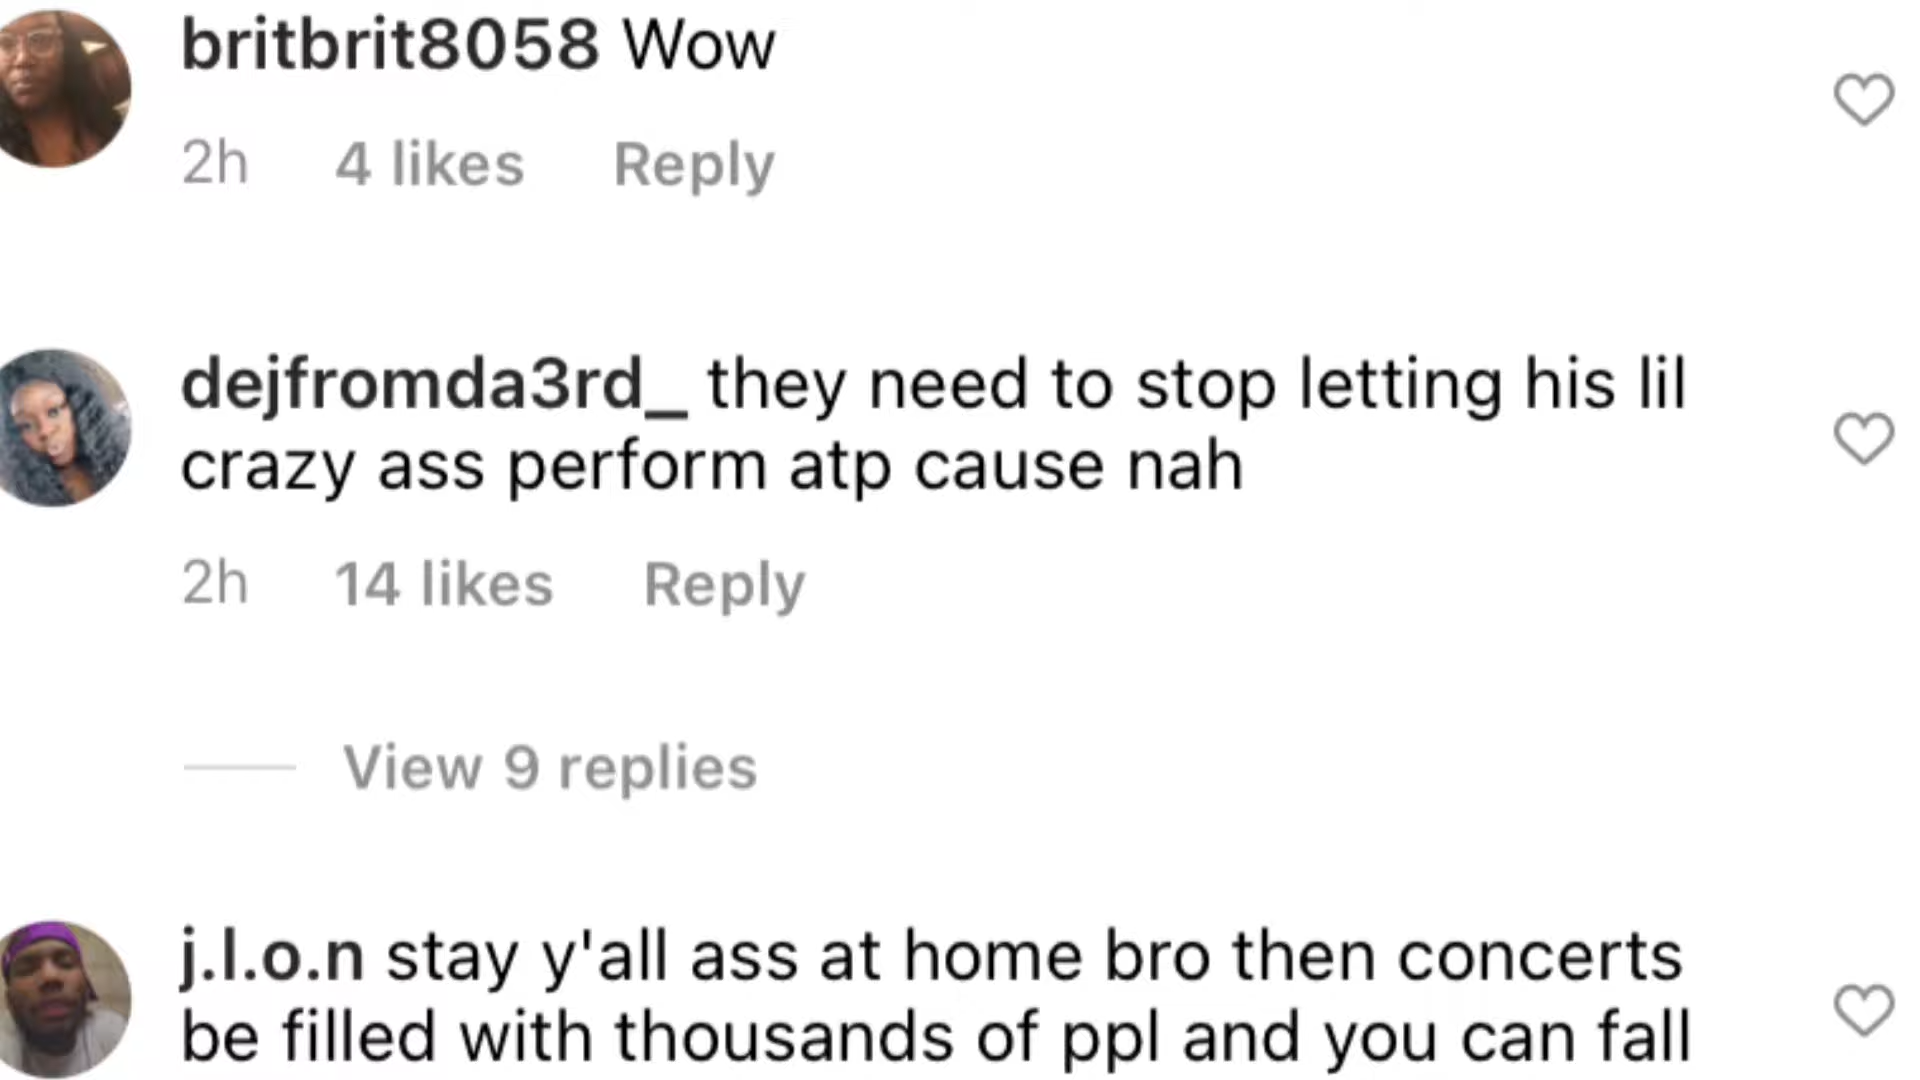 britbrit8058 Wow
2h 4 likes Reply
dejfromda3rd_ they need to stop letting his lil
crazy ass perform atp cause nah
2h 14 likes Reply
View 9 replies
j.l.o.n stay y'all ass at home bro then concerts
be filled with thousands of ppl and you can fall